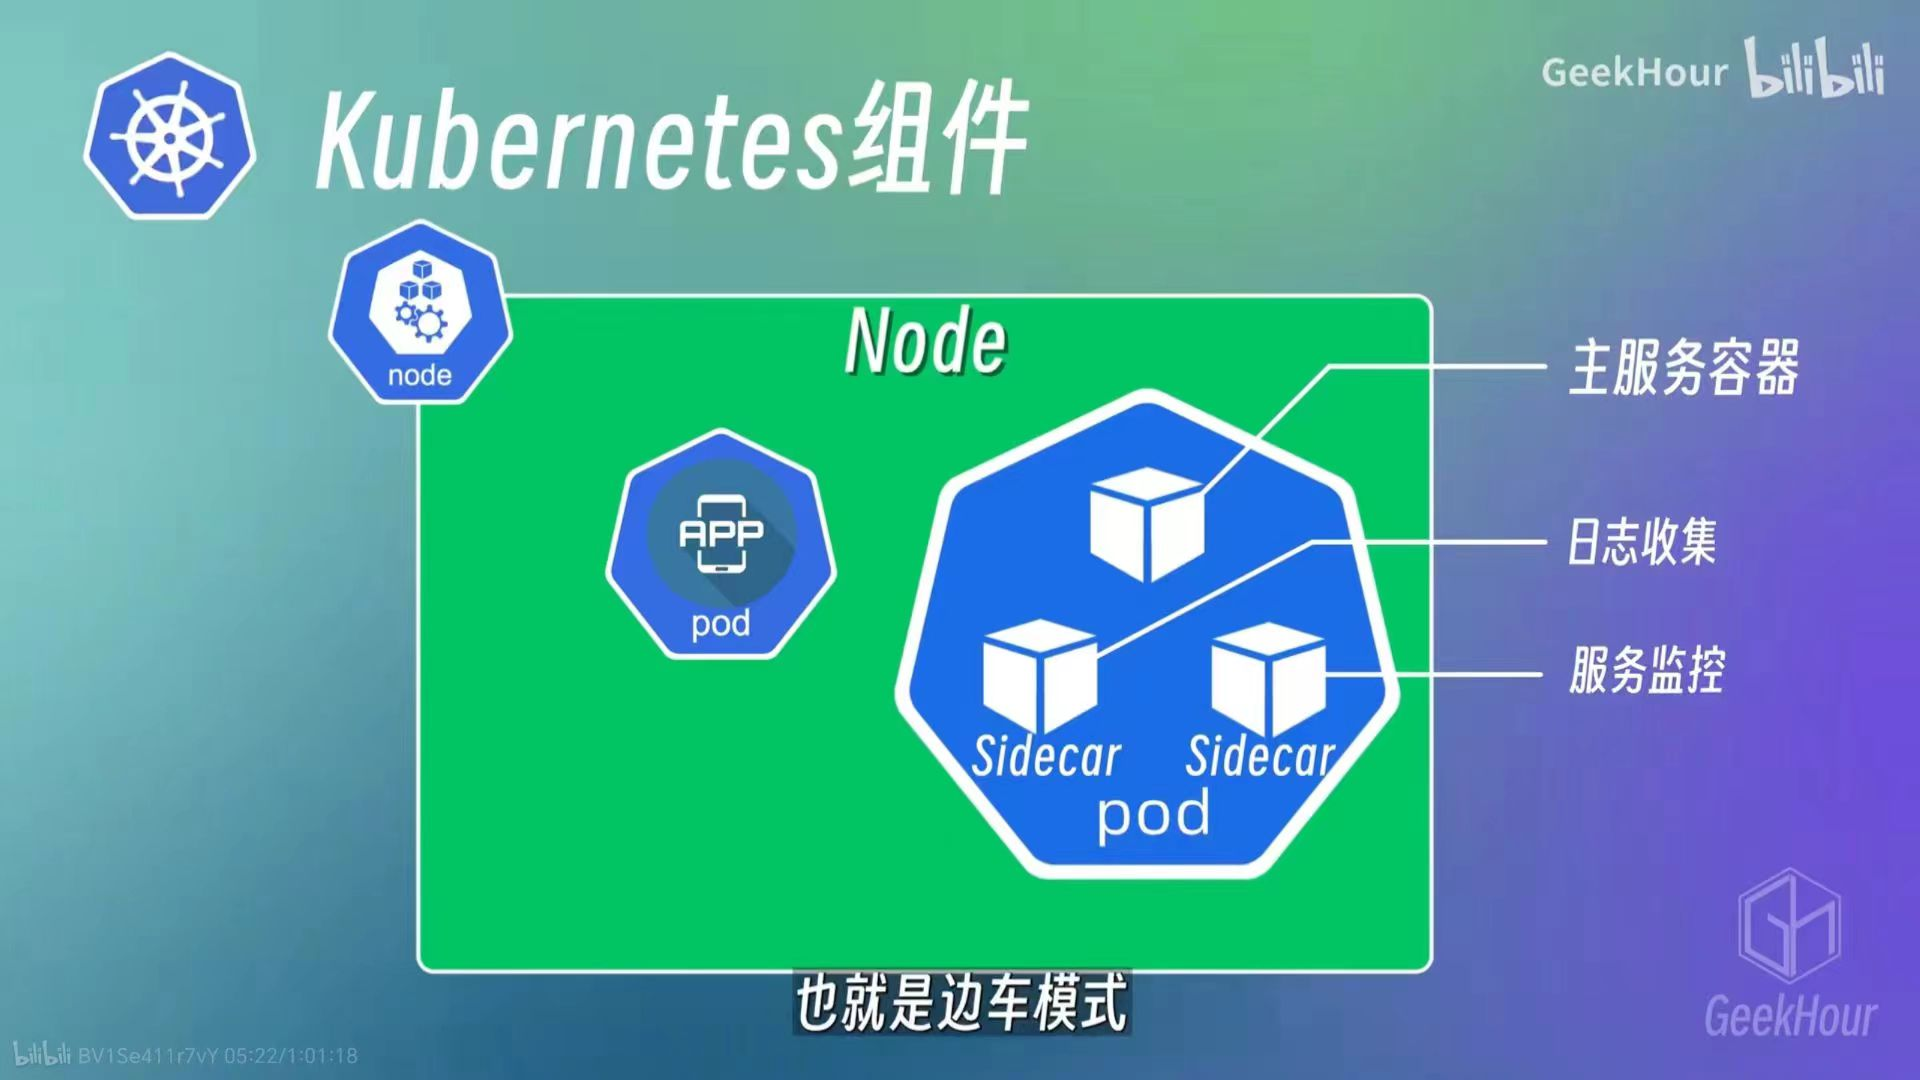 GeekHour bilibili
Kubernetes组件
node
Node
主服务容器
APP
pod
日志收集
服务监控
Sidecar Sidecar
pod
也就是边车模式
GeekHour
bilibili BV1Se411r7vY 05:22/1:01:18